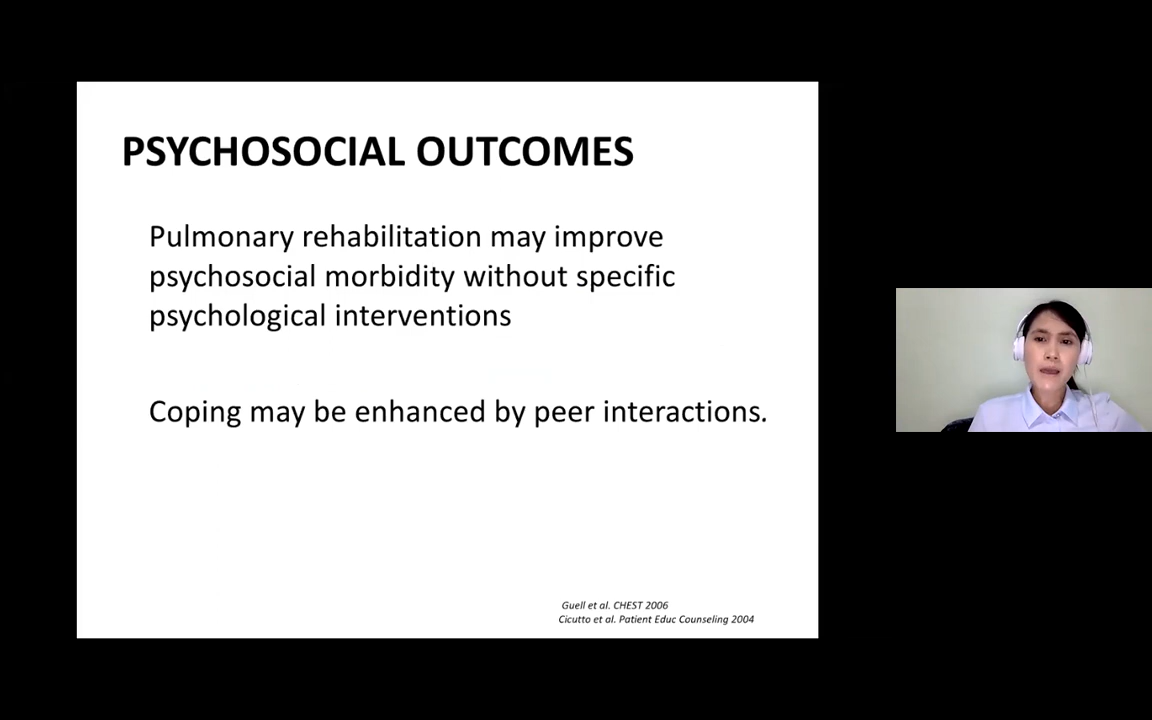 PSYCHOSOCIAL OUTCOMES
Pulmonary rehabilitation may improve
psychosocial morbidity without specific
psychological interventions
Coping may be enhanced by peer interactions.
Guell et al. CHEST 2006
Cicutto et al. Patient Educ Counseling 2004